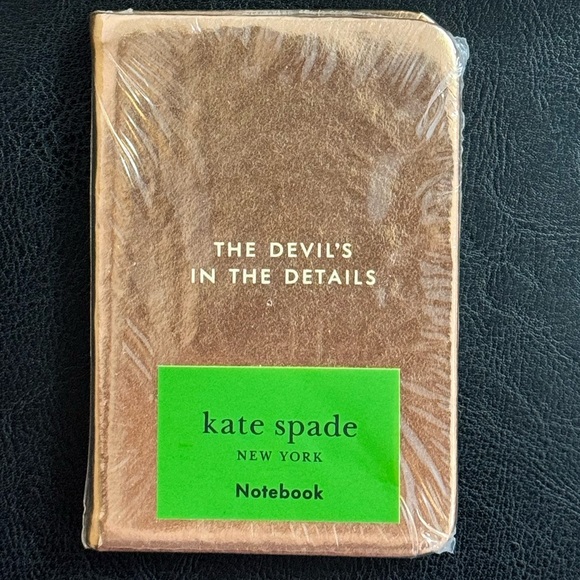 THE DEVIL'S
IN THE DETAILS
kate spade
NEW YORK
Notebook